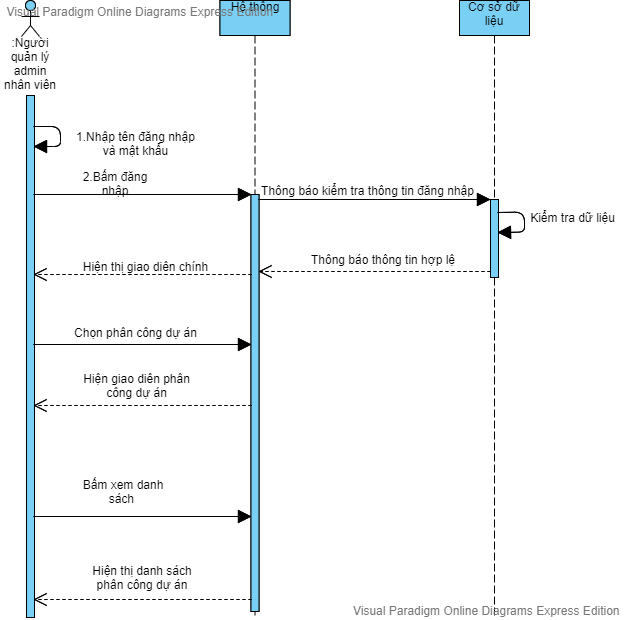 Visual Paradigm Online Diagrams Express Edition
Hệ thống
Cơ sở dữ
liệu
:Người
quản lý
admin
nhân viên
1.Nhập tên đăng nhập
và mật khẩu
2.Bấm đăng
nhập
Thông báo kiểm tra thông tin đăng nhập
Kiểm tra dữ liệu
Thông báo thông tin hợp lệ
Hiện thị giao diên chính
Chọn phân công dự án
Hiện giao diên phân
công dự án
Bấm xem danh
sách
Hiện thị danh sách
phân công dự án
Visual Paradigm Online Diagrams Express Edition